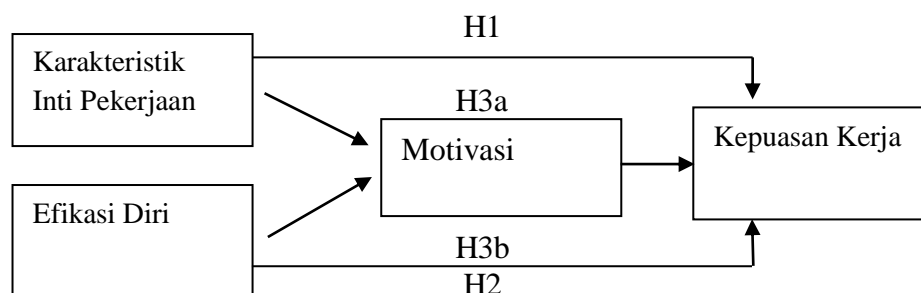 H1
Karakteristik
Inti Pekerjaan
H3a
Motivasi
Kepuasan Kerja
Efikasi Diri
H3b
H2